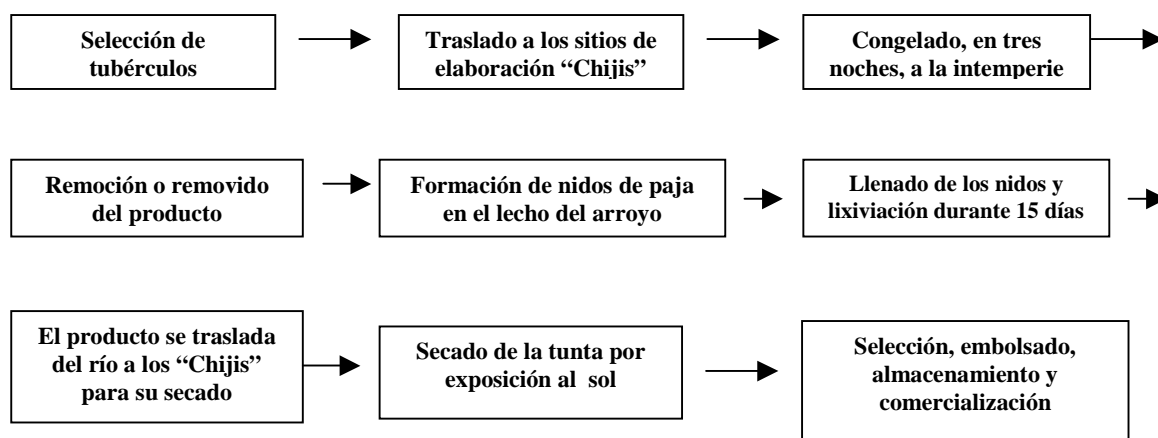 Selección de
tubérculos
Traslado a los sitios de
elaboración “Chijis”
Congelado, en tres
noches, a la intemperie
Remoción o removido
del producto
Formación de nidos de paja
en el lecho del arroyo
Llenado de los nidos y
lixiviación durante 15 días
El producto se traslada
del río a los “Chijis”
para su secado
Secado de la tunta por
exposición al sol
Selección, embolsado,
almacenamiento y
comercialización